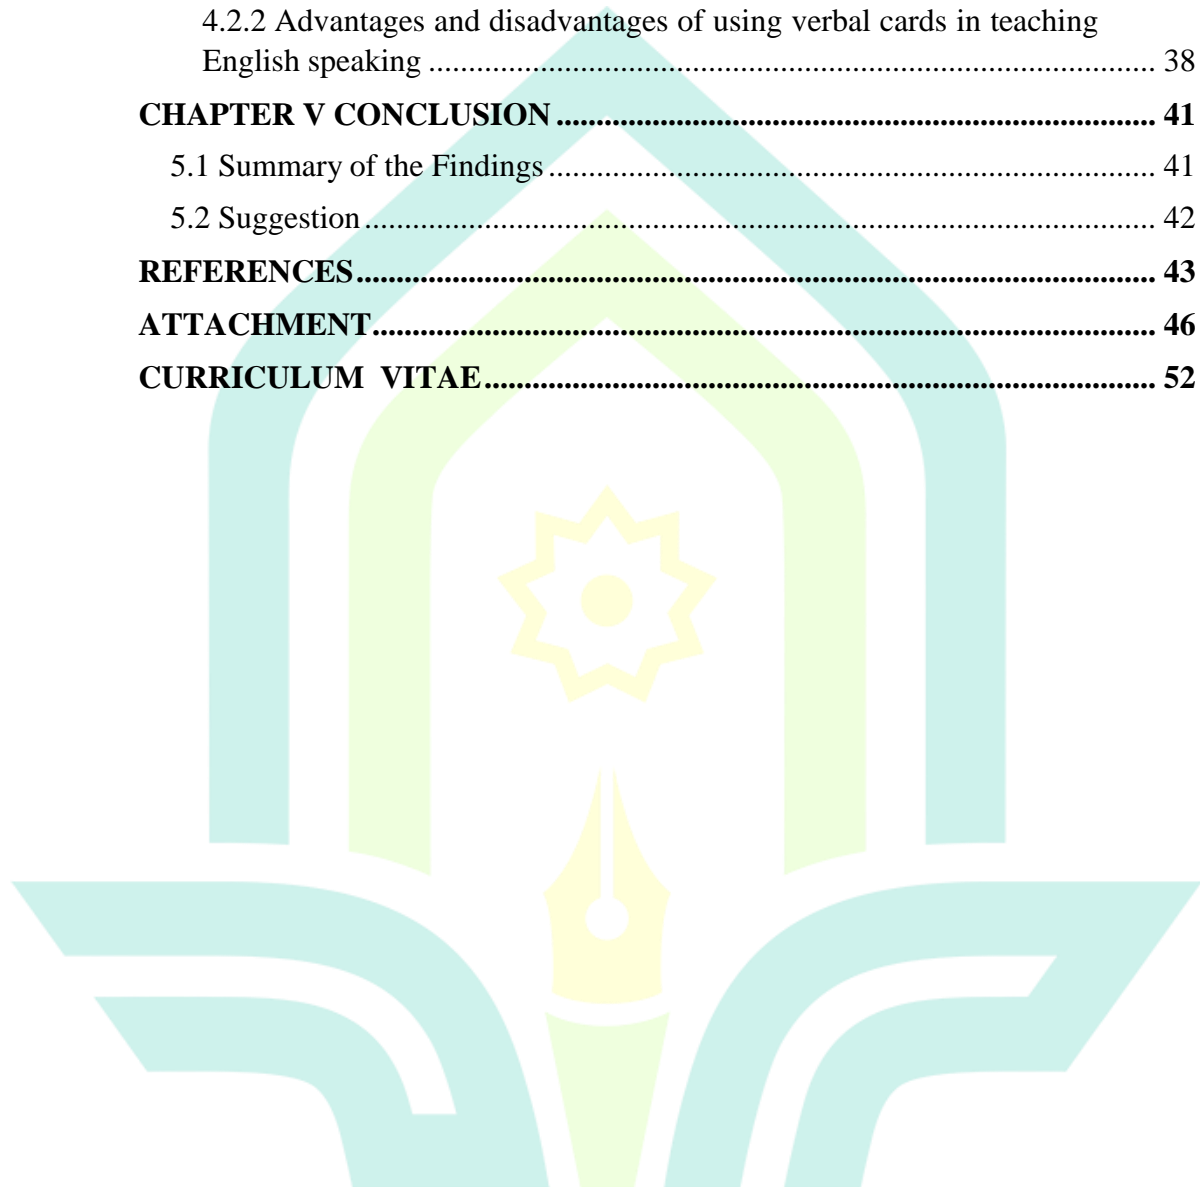 4.2.2 Advantages and disadvantages of using verbal cards in teaching
English speaking ........................................................................................... 38
CHAPTER V CONCLUSION ........................................................................... 41
5.1 Summary of the Findings ............................................................................ 41
5.2 Suggestion ................................................................................................... 42
REFERENCES .................................................................................................... 43
ATTACHMENT .................................................................................................. 46
CURRICULUM VITAE ...................................................................................... 52